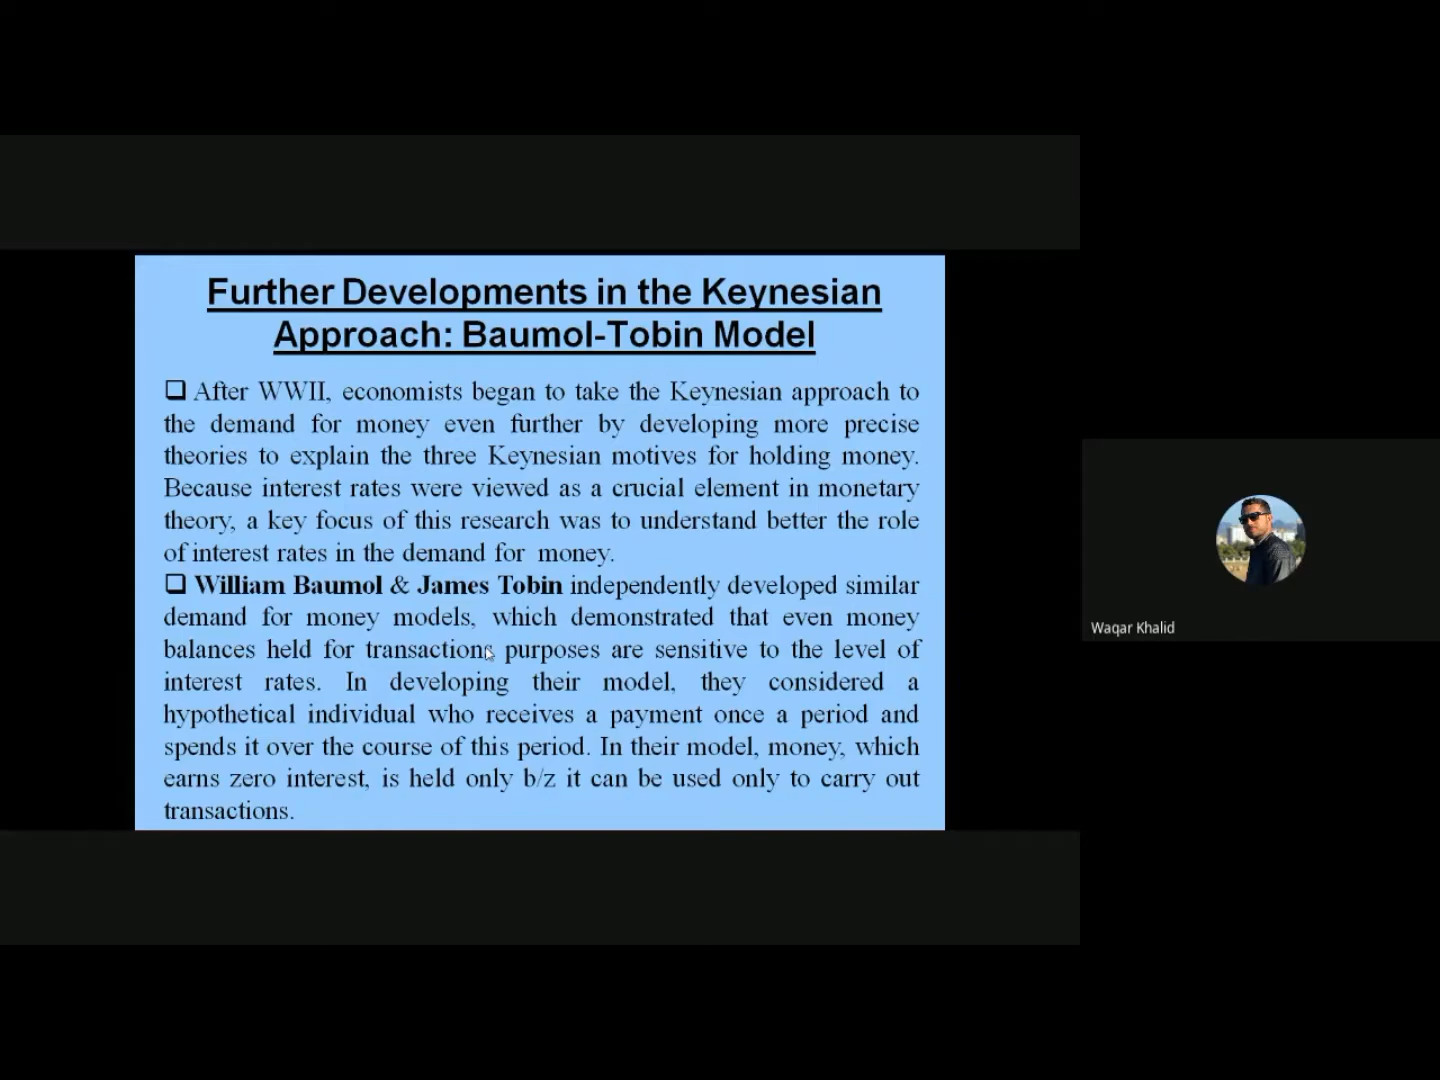 Further Developments in the Keynesian
Approach: Baumol-Tobin Model
❑ After WWII, economists began to take the Keynesian approach to
the demand for money even further by developing more precise
theories to explain the three Keynesian motives for holding money.
Because interest rates were viewed as a crucial element in monetary
theory, a key focus of this research was to understand better the role
of interest rates in the demand for money.
❑ William Baumol & James Tobin independently developed similar
demand for money models, which demonstrated that even money
balances held for transactions purposes are sensitive to the level of
interest rates. In developing their model, they considered a
hypothetical individual who receives a payment once a period and
spends it over the course of this period. In their model, money, which
earns zero interest, is held only b/z it can be used only to carry out
transactions.
Waqar Khalid